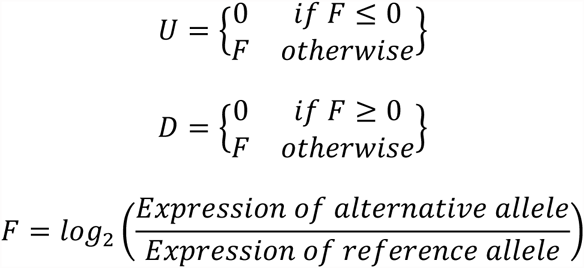 U = {0 if F ≤ 0
F otherwise}
D = {0 if F ≥ 0
F otherwise}
F = log₂ (Expression of alternative allele / Expression of reference allele)